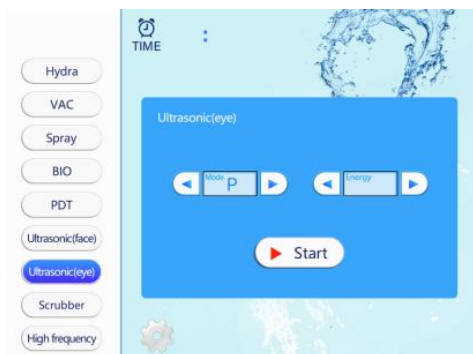 TIME :
Hydra
VAC
Spray
BIO
PDT
Ultrasonic(face)
Ultrasonic(eye)
Scrubber
High frequency
Ultrasonic(eye)
Mode P
Energy
Start